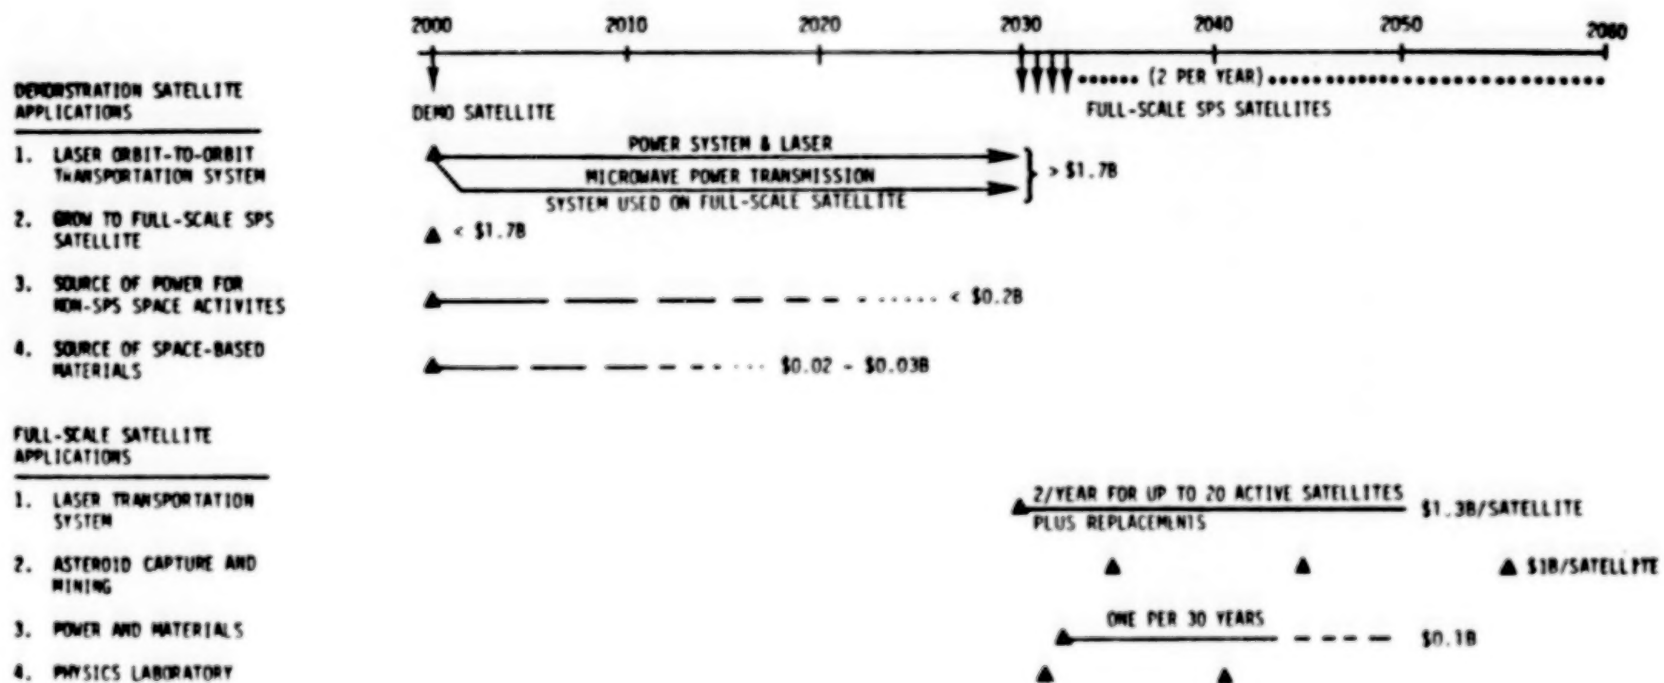 2000 2010 2020 2030 2040 2050 2060
DEMONSTRATION SATELLITE
APPLICATIONS
DEMO SATELLITE
(2 PER YEAR)
FULL-SCALE SPS SATELLITES
1. LASER ORBIT-TO-ORBIT
TRANSPORTATION SYSTEM
POWER SYSTEM & LASER
MICROWAVE POWER TRANSMISSION
SYSTEM USED ON FULL-SCALE SATELLITE
> $1.7B
2. GROW TO FULL-SCALE SPS
SATELLITE
< $1.7B
3. SOURCE OF POWER FOR
NON-SPS SPACE ACTIVITES
< $0.2B
4. SOURCE OF SPACE-BASED
MATERIALS
$0.02 - $0.03B
FULL-SCALE SATELLITE
APPLICATIONS
1. LASER TRANSPORTATION
SYSTEM
2/YEAR FOR UP TO 20 ACTIVE SATELLITES
PLUS REPLACEMENTS
$1.3B/SATELLITE
2. ASTEROID CAPTURE AND
MINING
$1B/SATELLITE
3. POWER AND MATERIALS
ONE PER 30 YEARS
$0.1B
4. PHYSICS LABORATORY